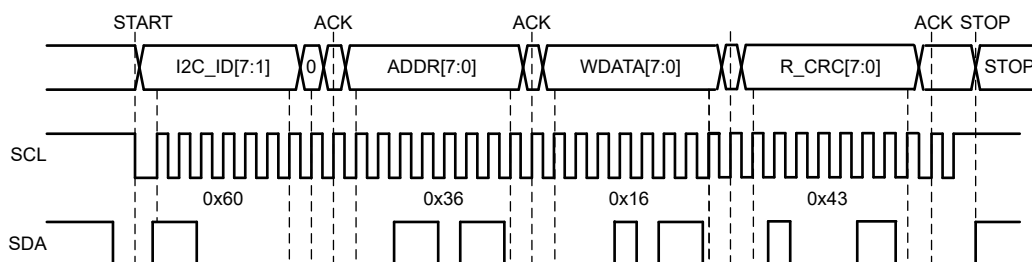 START ACK ACK ACK STOP
I2C_ID[7:1] 0 ADDR[7:0] WDATA[7:0] R_CRC[7:0] STOP
SCL
0x60 0x36 0x16 0x43
SDA